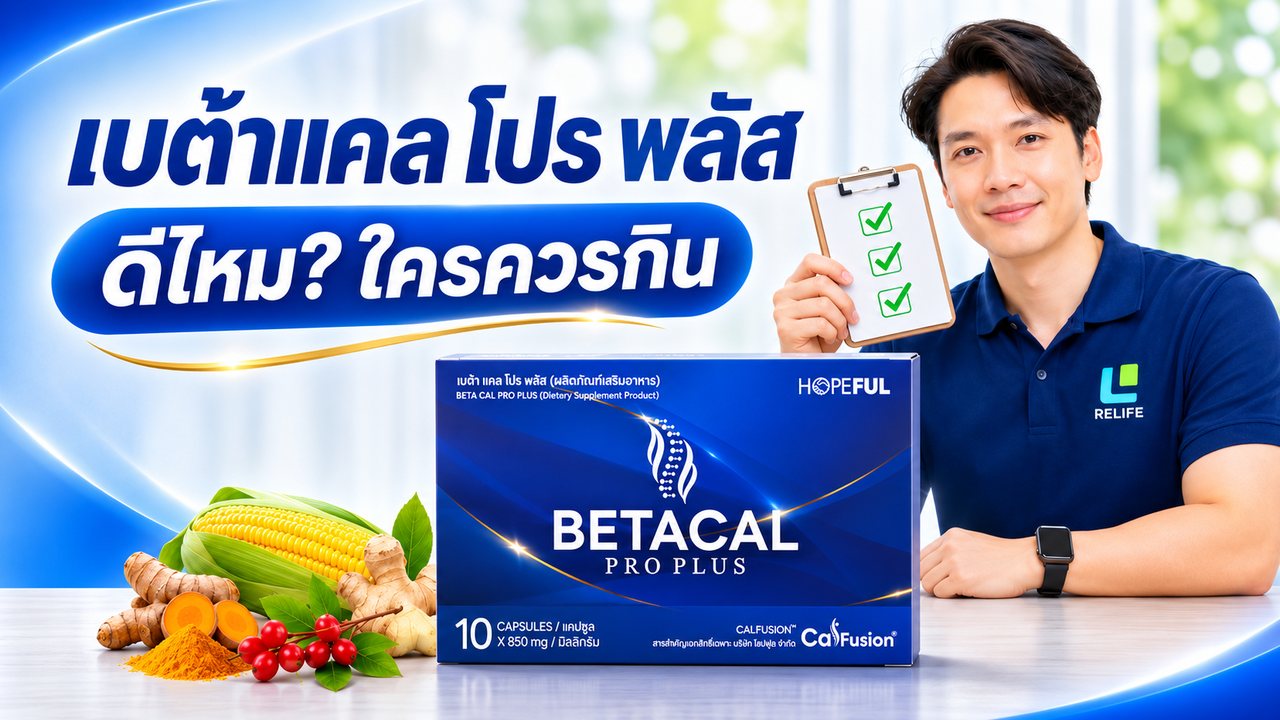 เบต้าแคล โปร พลัส
ดีไหม? ใครควรกิน
เบต้า แคล โปร พลัส (ผลิตภัณฑ์เสริมอาหาร)
BETA CAL PRO PLUS (Dietary Supplement Product)
HOPEFUL
BETACAL
PRO PLUS
10 CAPSULES / แคปซูล
X 850 mg / มิลลิกรัม
CALFUSION™
สารสำคัญเอกสิทธิ์เฉพาะ บริษัท โฮปฟูล จำกัด
CalFusion®
RELIFE